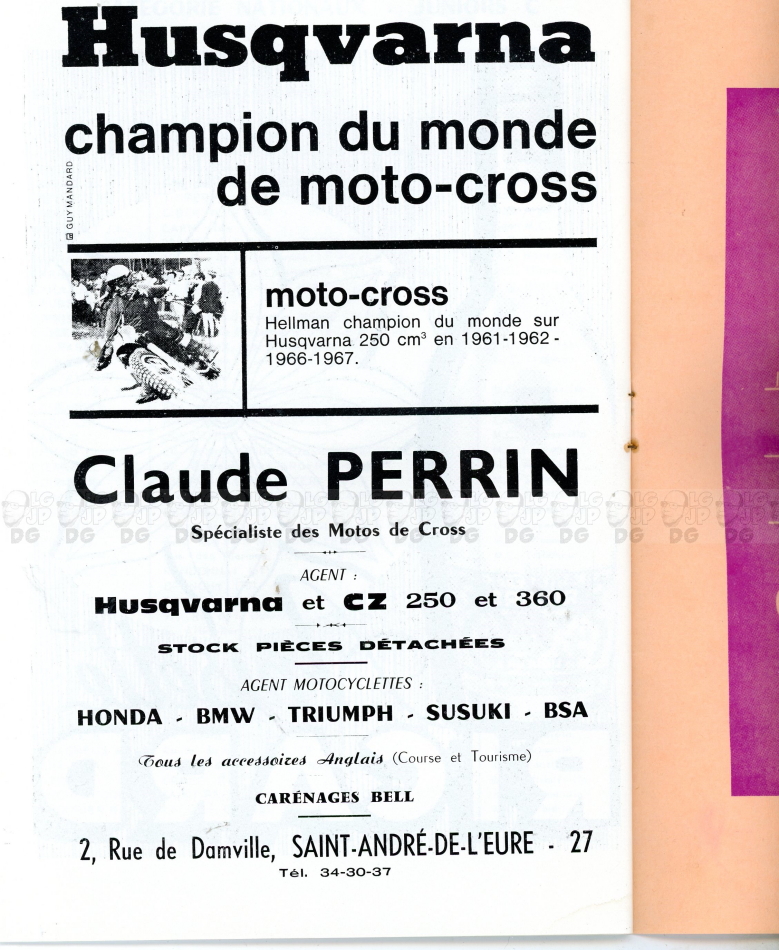 Husqvarna
champion du monde
de moto-cross
GUY MANDARD
moto-cross
Hellman champion du monde sur
Husqvarna 250 cm³ en 1961-1962 -
1966-1967.
Claude PERRIN
Spécialiste des Motos de Cross
AGENT :
Husqvarna et CZ 250 et 360
STOCK PIÈCES DÉTACHÉES
AGENT MOTOCYCLETTES :
HONDA - BMW - TRIUMPH - SUSUKI - BSA
Tous les accessoires Anglais (Course et Tourisme)
CARÉNAGES BELL
2, Rue de Damville, SAINT-ANDRÉ-DE-L'EURE - 27
Tél. 34-30-37